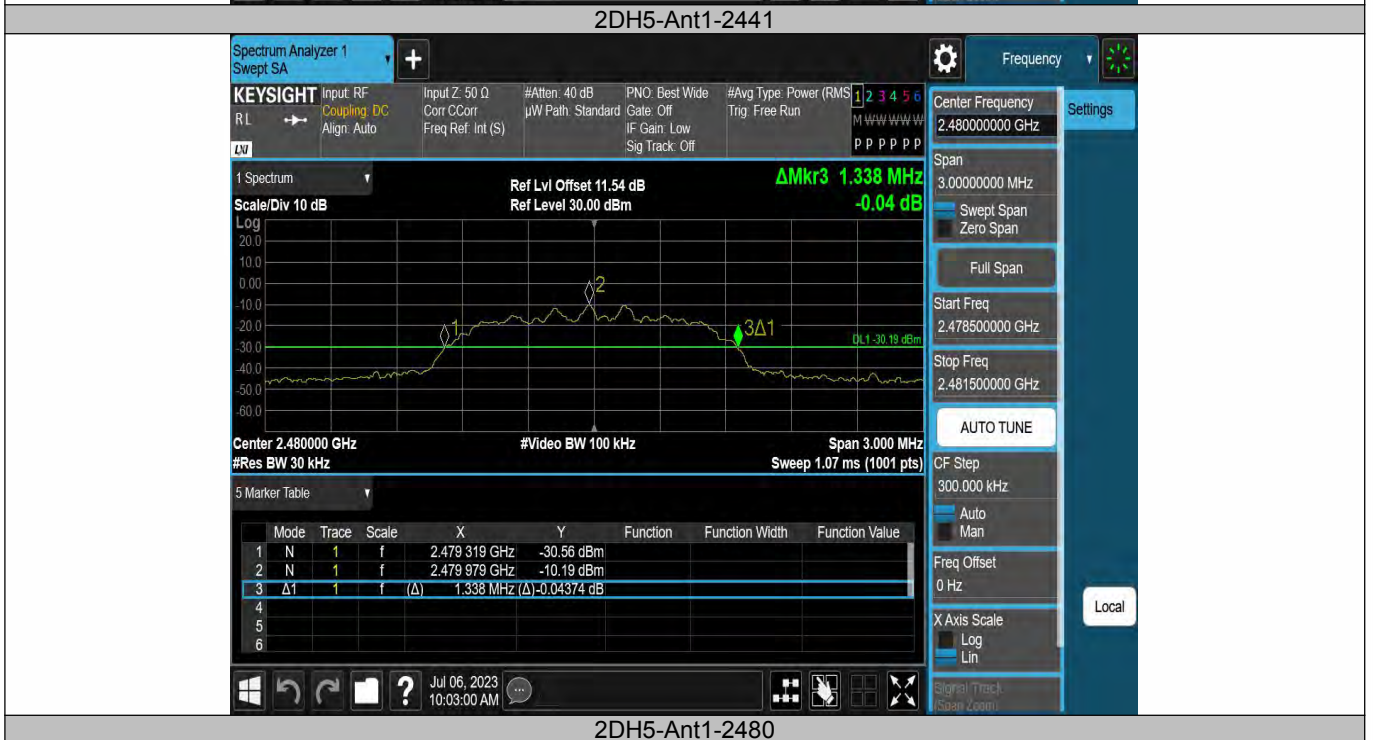 2DH5-Ant1-2441
Spectrum Analyzer 1
Swept SA
+
Frequency
KEYSIGHT
RL
LXI
Input: RF
Coupling: DC
Align: Auto
Input Z: 50 Ω
Corr CCorr
Freq Ref: Int (S)
#Atten: 40 dB
µW Path: Standard
PNO: Best Wide
Gate: Off
IF Gain: Low
Sig Track: Off
#Avg Type: Power (RMS
Trig: Free Run
1 2 3 4 5 6
M W W W W W
P P P P P P
1 Spectrum
Scale/Div 10 dB
Ref Lvl Offset 11.54 dB
Ref Level 30.00 dBm
ΔMkr3 1.338 MHz
-0.04 dB
Log
20.0
10.0
0.00
-10.0
-20.0
-30.0
-40.0
-50.0
-60.0
1
2
3Δ1
DL1 -30.19 dBm
Center 2.480000 GHz
#Res BW 30 kHz
#Video BW 100 kHz
Span 3.000 MHz
Sweep 1.07 ms (1001 pts)
5 Marker Table
Mode Trace Scale X Y Function Function Width Function Value
1 N 1 f 2.479 319 GHz -30.56 dBm
2 N 1 f 2.479 979 GHz -10.19 dBm
3 Δ1 1 f (Δ) 1.338 MHz (Δ) -0.04374 dB
4
5
6
?
Jul 06, 2023
10:03:00 AM
Center Frequency
2.480000000 GHz
Settings
Span
3.00000000 MHz
Swept Span
Zero Span
Full Span
Start Freq
2.478500000 GHz
Stop Freq
2.481500000 GHz
AUTO TUNE
CF Step
300.000 kHz
Auto
Man
Freq Offset
0 Hz
X Axis Scale
Log
Lin
Local
Signal Track
(Span Zoom)
2DH5-Ant1-2480